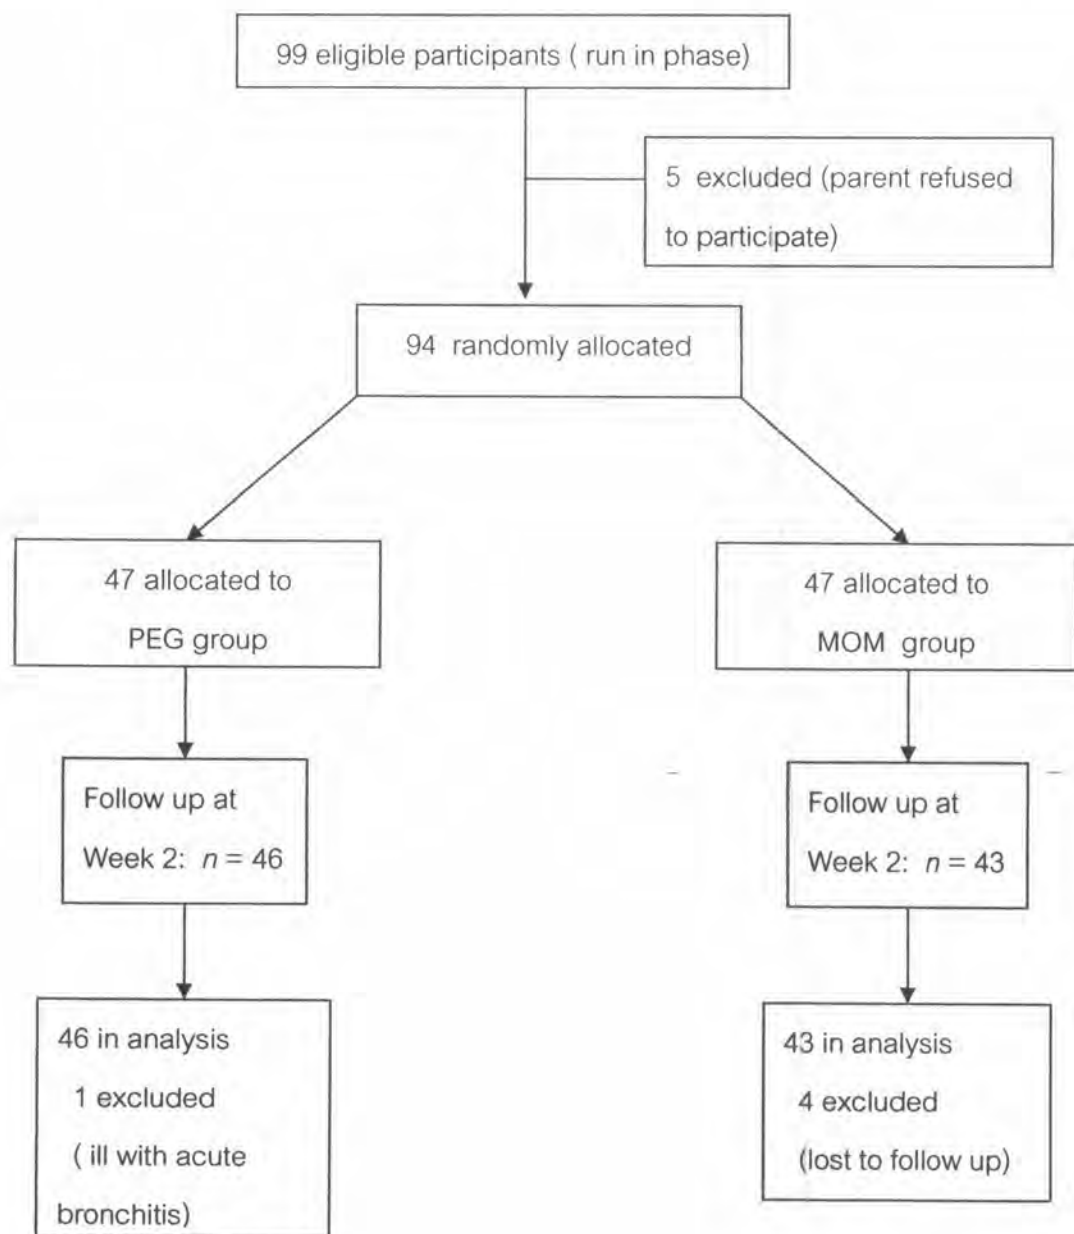 99 eligible participants ( run in phase)
5 excluded (parent refused
to participate)
94 randomly allocated
47 allocated to
PEG group
47 allocated to
MOM group
Follow up at
Week 2: n = 46
Follow up at
Week 2: n = 43
46 in analysis
1 excluded
( ill with acute
bronchitis)
43 in analysis
4 excluded
(lost to follow up)